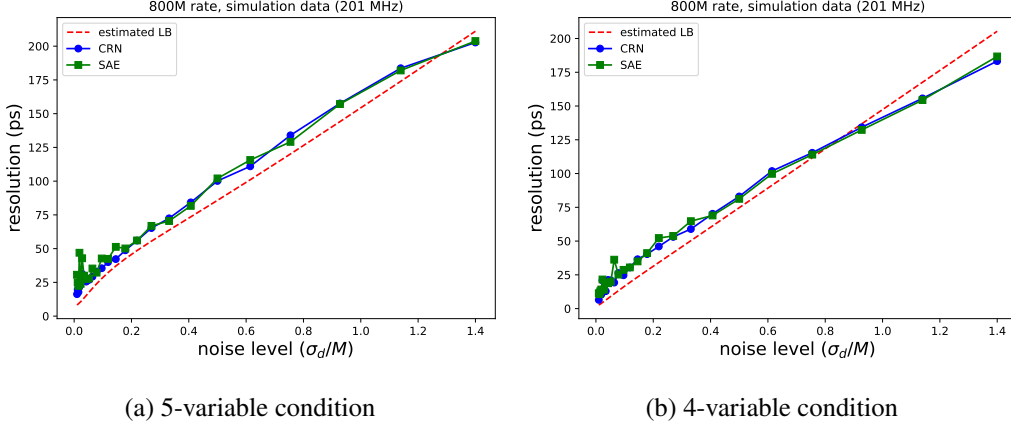 800M rate, simulation data (201 MHz)
estimated LB
CRN
SAE
200
175
150
125
100
75
50
25
0
resolution (ps)
0.0 0.2 0.4 0.6 0.8 1.0 1.2 1.4
noise level (σd/M)
(a) 5-variable condition
800M rate, simulation data (201 MHz)
estimated LB
CRN
SAE
200
175
150
125
100
75
50
25
0
resolution (ps)
0.0 0.2 0.4 0.6 0.8 1.0 1.2 1.4
noise level (σd/M)
(b) 4-variable condition